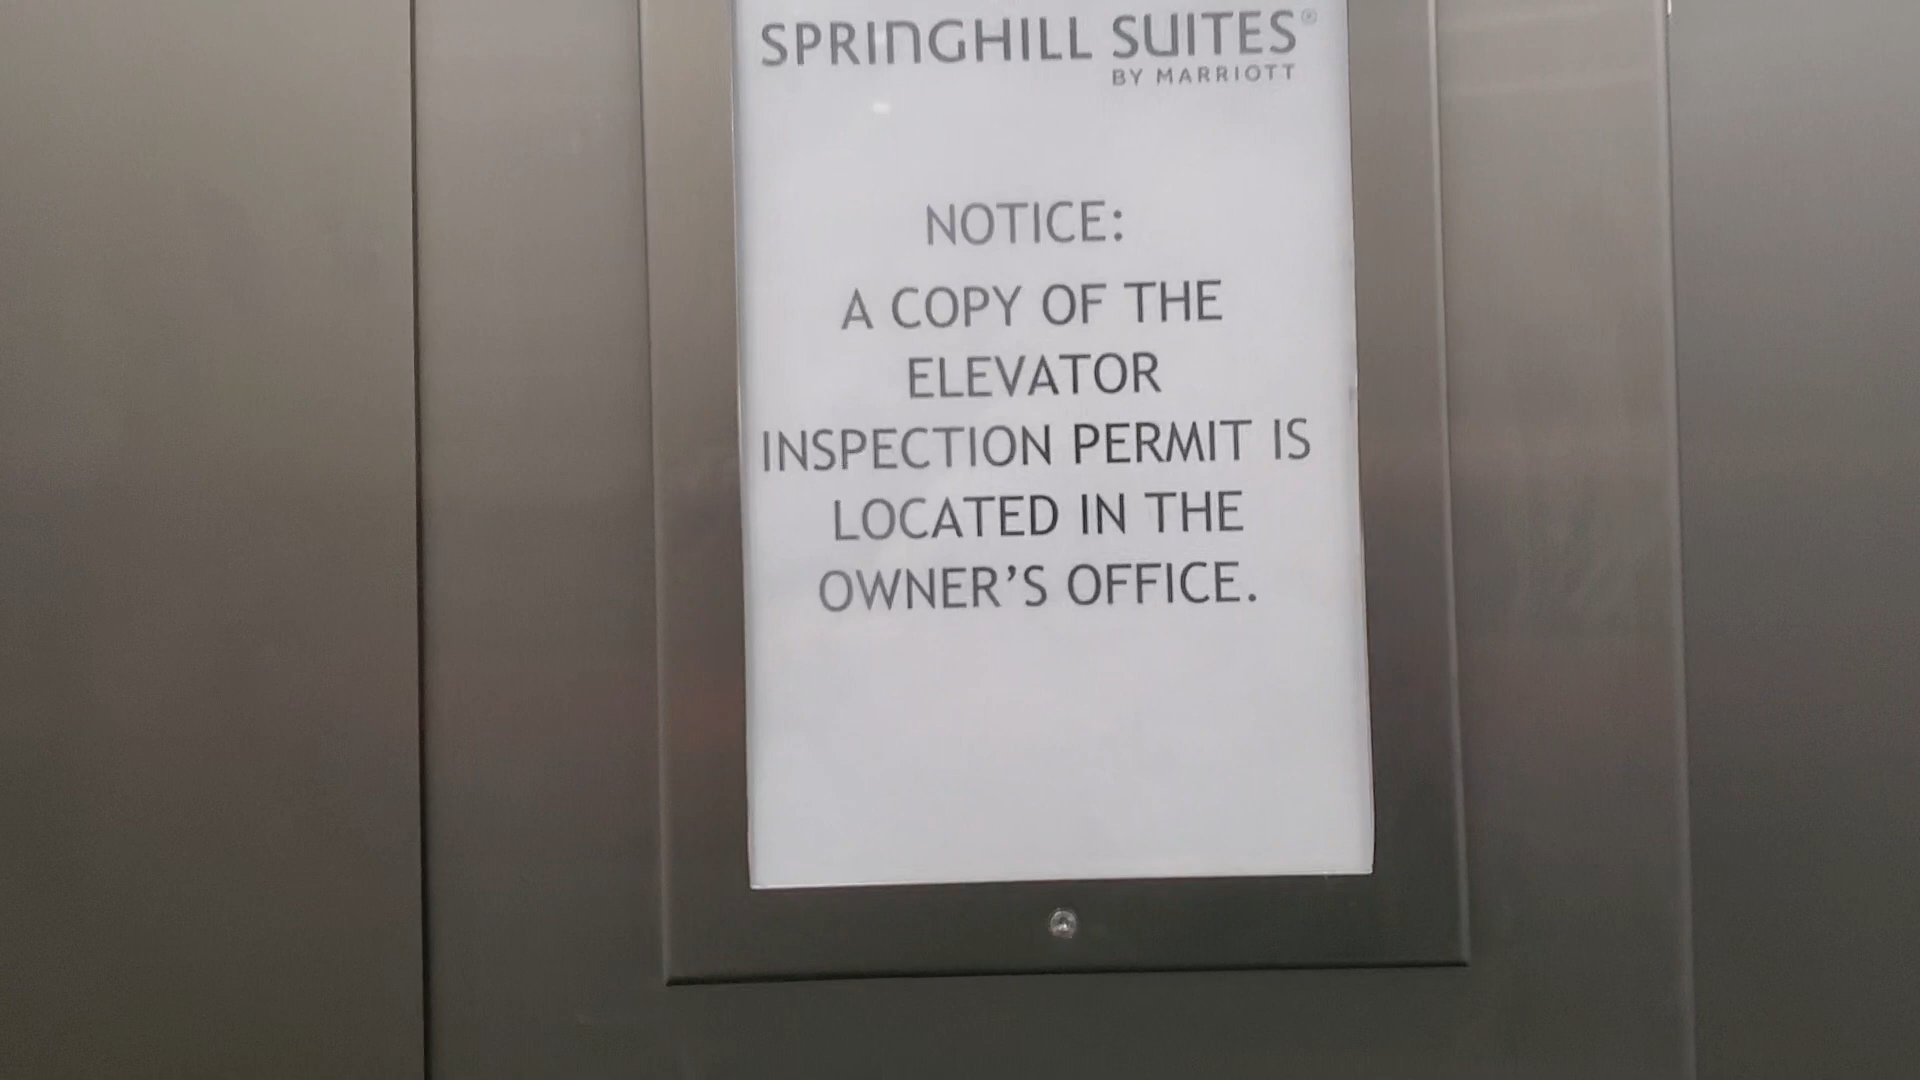 SPRINGHILL SUITES®
BY MARRIOTT
NOTICE:
A COPY OF THE
ELEVATOR
INSPECTION PERMIT IS
LOCATED IN THE
OWNER’S OFFICE.